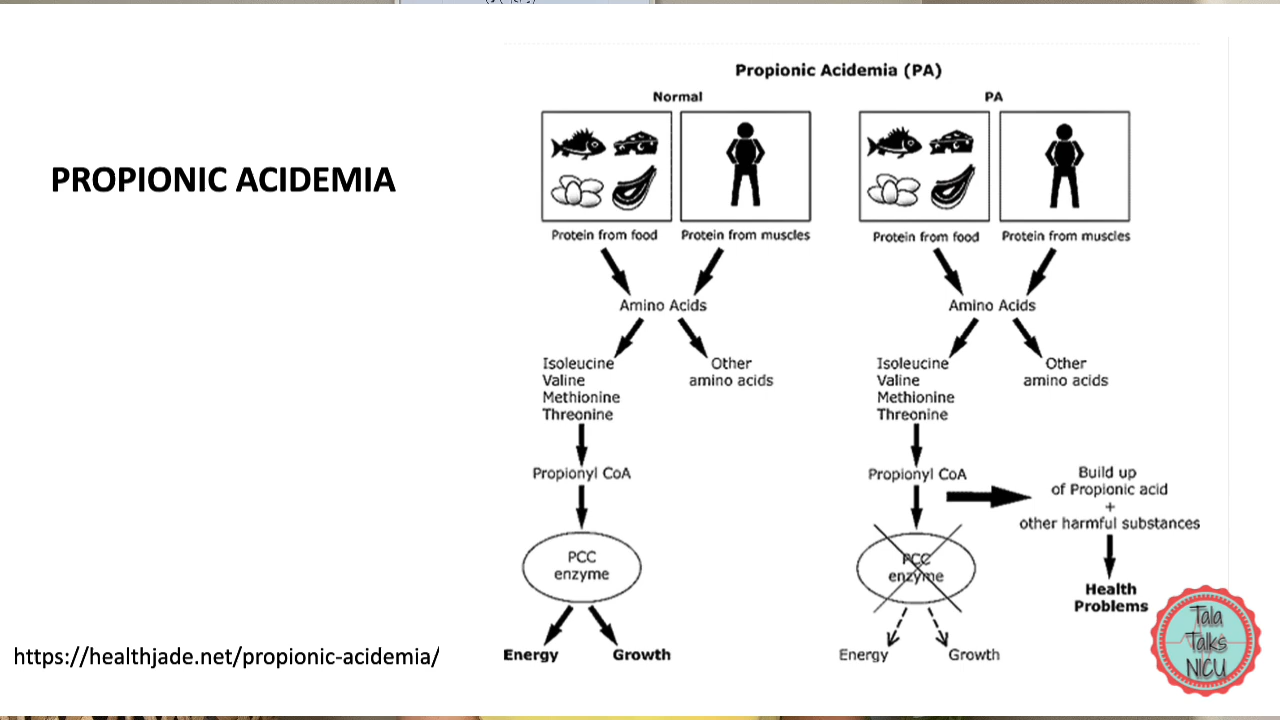 PROPIONIC ACIDEMIA
https://healthjade.net/propionic-acidemia/
Propionic Acidemia (PA)
Normal
Protein from food
Protein from muscles
Amino Acids
Isoleucine
Valine
Methionine
Threonine
Other
amino acids
Propionyl CoA
PCC
enzyme
Energy
Growth
PA
Protein from food
Protein from muscles
Amino Acids
Isoleucine
Valine
Methionine
Threonine
Other
amino acids
Propionyl CoA
Build up
of Propionic acid
+
other harmful substances
Health
Problems
PCC
enzyme
Energy
Growth
Tala
Talks
NICU